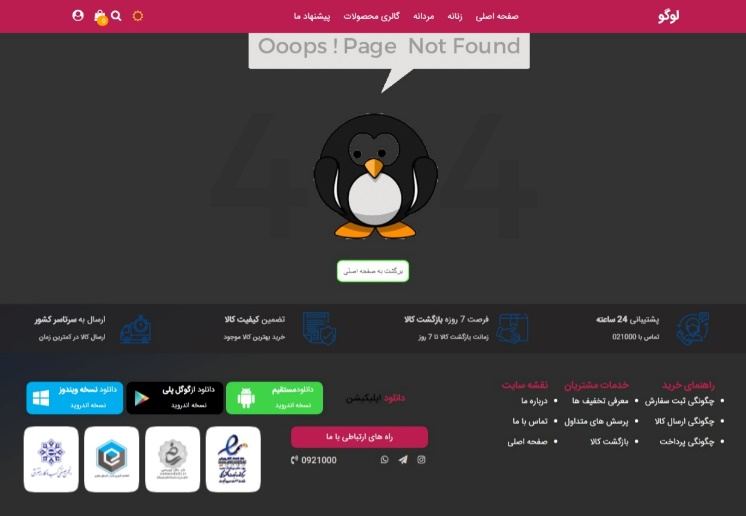 لوگو
صفحه اصلی زنانه مردانه گالری محصولات پیشنهاد ما
0
Ooops ! Page Not Found
404
برگشت به صفحه اصلی
پشتیبانی 24 ساعته
تماس با 021000
فرصت 7 روزه بازگشت کالا
زمانت بازگشت کالا تا 7 روز
تضمین کیفیت کالا
خرید بهترین کالا موجود
ارسال به سرتاسر کشور
ارسال کالا در کمترین زمان
راهنمای خرید
چگونگی ثبت سفارش
چگونگی ارسال کالا
چگونگی پرداخت
خدمات مشتریان
معرفی تخفیف ها
پرسش های متداول
بازگشت کالا
نقشه سایت
درباره ما
تماس با ما
صفحه اصلی
دانلود اپلیکیشن
دانلودمستقیم
نسخه اندروید
دانلود ازگوگل پلی
نسخه اندروید
دانلود نسخه ویندوز
نسخه اندروید
راه های ارتباطی با ما
0921000